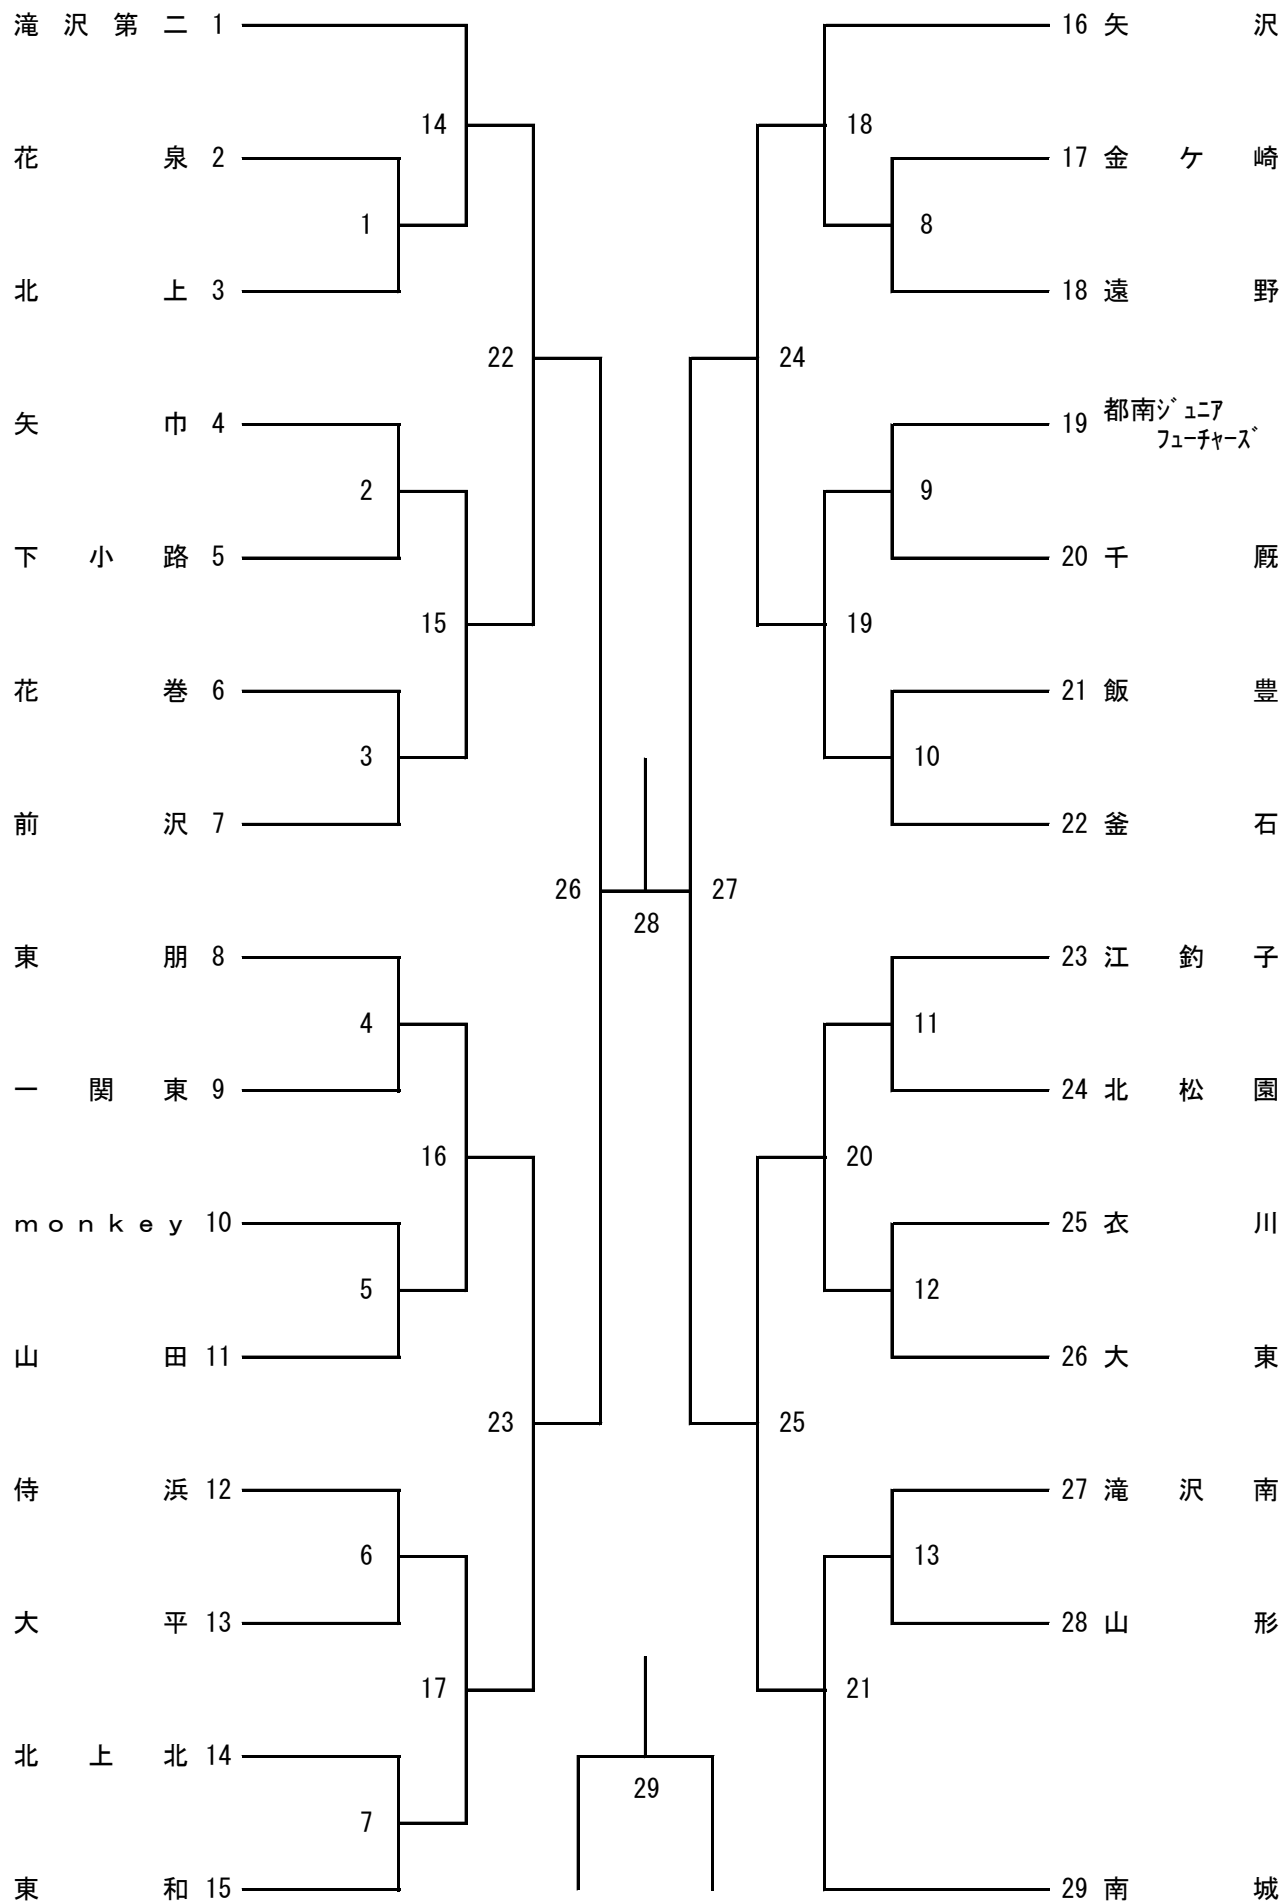 滝沢第二 1
花泉 2
北上 3
矢巾 4
下小路 5
花巻 6
前沢 7
東朋 8
一関東 9
ｍｏｎｋｅｙ 10
山田 11
侍浜 12
大平 13
北上北 14
東和 15
14
1
22
2
15
3
26
4
16
5
23
6
17
7
28
29
27
18
8
24
9
19
10
11
20
12
25
13
21
16 矢沢
17 金ケ崎
18 遠野
19 都南ｼﾞｭﾆｱ
ﾌｭｰﾁｬｰｽﾞ
20 千厩
21 飯豊
22 釜石
23 江釣子
24 北松園
25 衣川
26 大東
27 滝沢南
28 山形
29 南城